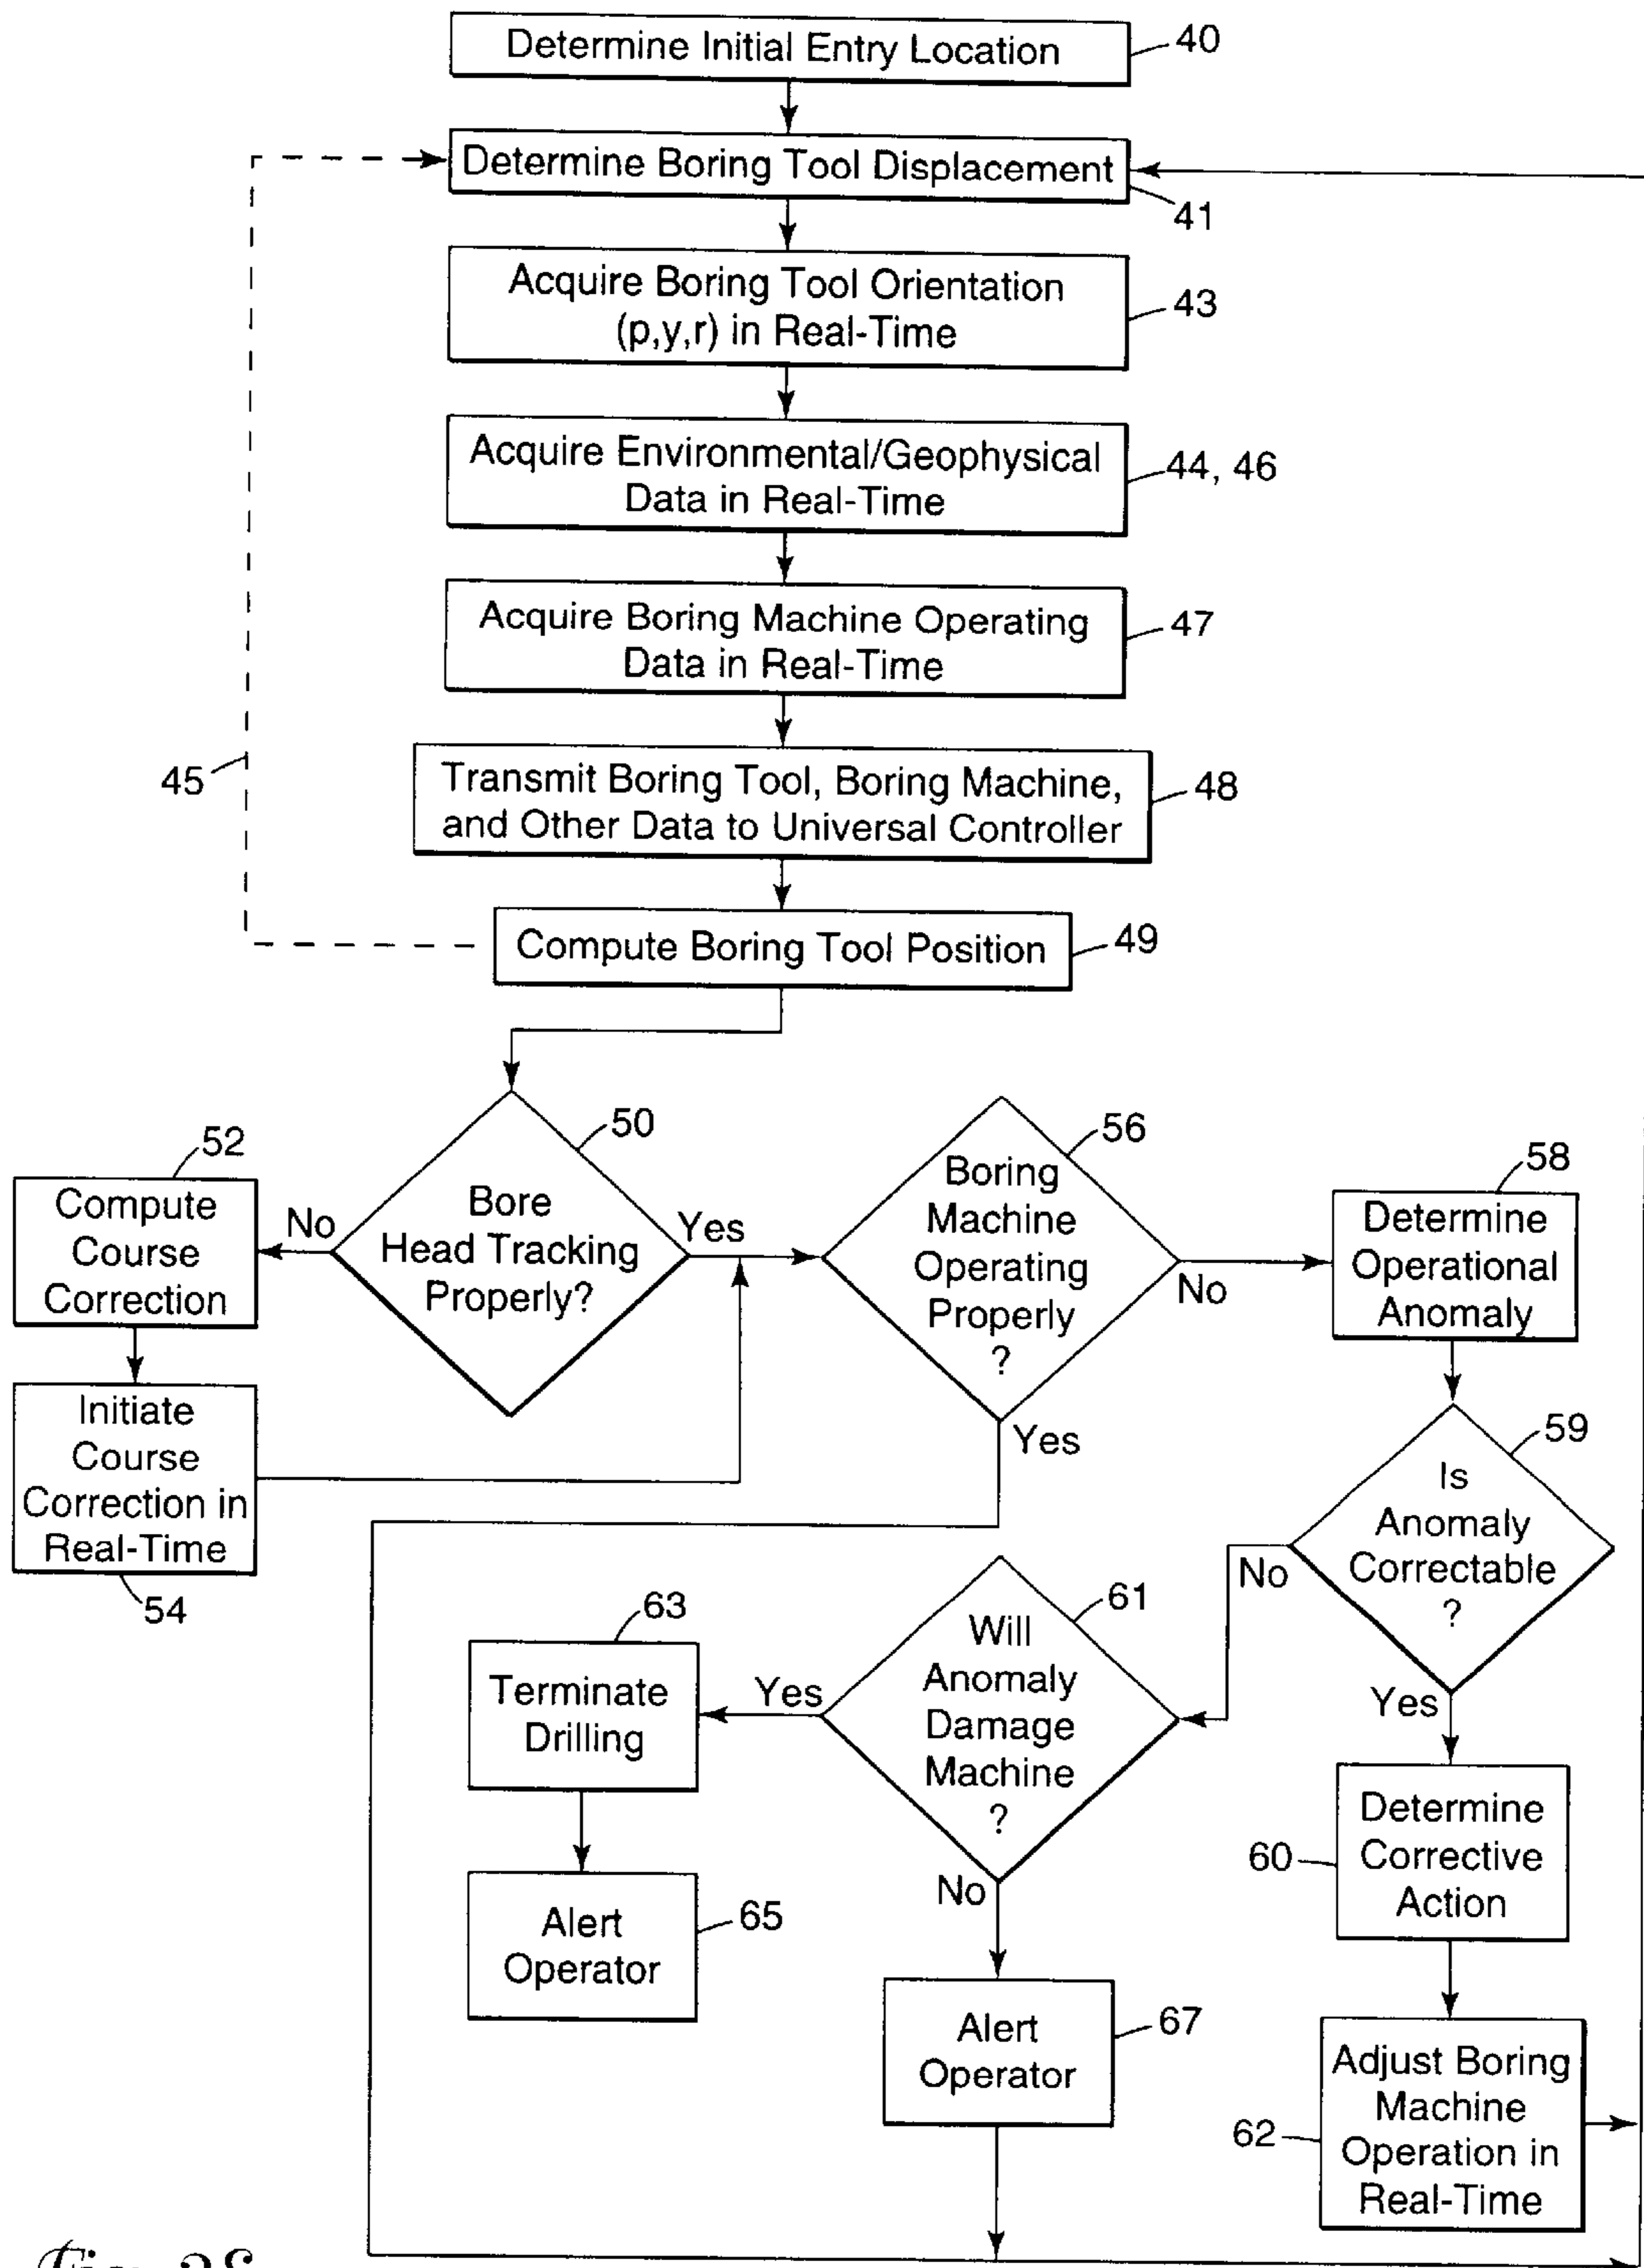 Determine Initial Entry Location
40
Determine Boring Tool Displacement
41
Acquire Boring Tool Orientation
(p,y,r) in Real-Time
43
Acquire Environmental/Geophysical
Data in Real-Time
44, 46
Acquire Boring Machine Operating
Data in Real-Time
47
45
Transmit Boring Tool, Boring Machine,
and Other Data to Universal Controller
48
Compute Boring Tool Position
49
50
Bore
Head Tracking
Properly?
No
Yes
52
Compute
Course
Correction
Initiate
Course
Correction in
Real-Time
54
56
Boring
Machine
Operating
Properly
?
No
Yes
58
Determine
Operational
Anomaly
59
Is
Anomaly
Correctable
?
No
Yes
61
Will
Anomaly
Damage
Machine
?
Yes
No
63
Terminate
Drilling
Alert
Operator
65
Alert
Operator
67
60
Determine
Corrective
Action
62
Adjust Boring
Machine
Operation in
Real-Time